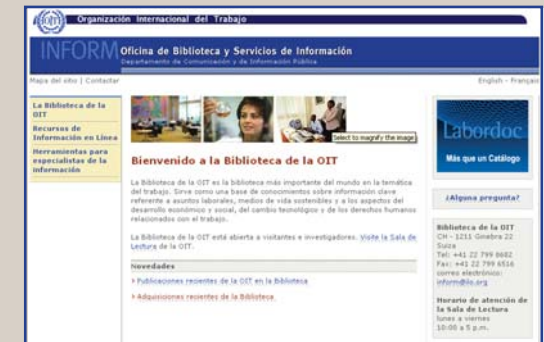 Organización Internacional del Trabajo
INFORM
Oficina de Biblioteca y Servicios de Información
Departamento de Comunicación y de Información Pública
Mapa del sitio | Contactar
English - Français
La Biblioteca de la
OIT
Recursos de
Información en Línea
Herramientas para
especialistas de la
información
Select to magnify the image
Bienvenido a la Biblioteca de la OIT
La Biblioteca de la OIT es la biblioteca más importante del mundo en la temática
del trabajo. Sirve como una base de conocimientos sobre información clave
referente a asuntos laborales, medios de vida sostenibles y a los aspectos del
desarrollo económico y social, del cambio tecnológico y de los derechos humanos
relacionados con el trabajo.
La Biblioteca de la OIT está abierta a visitantes e investigadores. Visite la Sala de
Lectura de la OIT.
Novedades
Publicaciones recientes de la OIT en la Biblioteca
Adquisiciones recientes de la Biblioteca
Labordoc
Más que un Catálogo
¿Alguna pregunta?
Biblioteca de la OIT
CH - 1211 Ginebra 22
Suiza
Tel: +41 22 799 8682
Fax: +41 22 799 6516
correo electrónico:
inform@ilo.org
Horario de atención de
la Sala de Lectura
lunes a viernes
10:00 a 5 p.m.